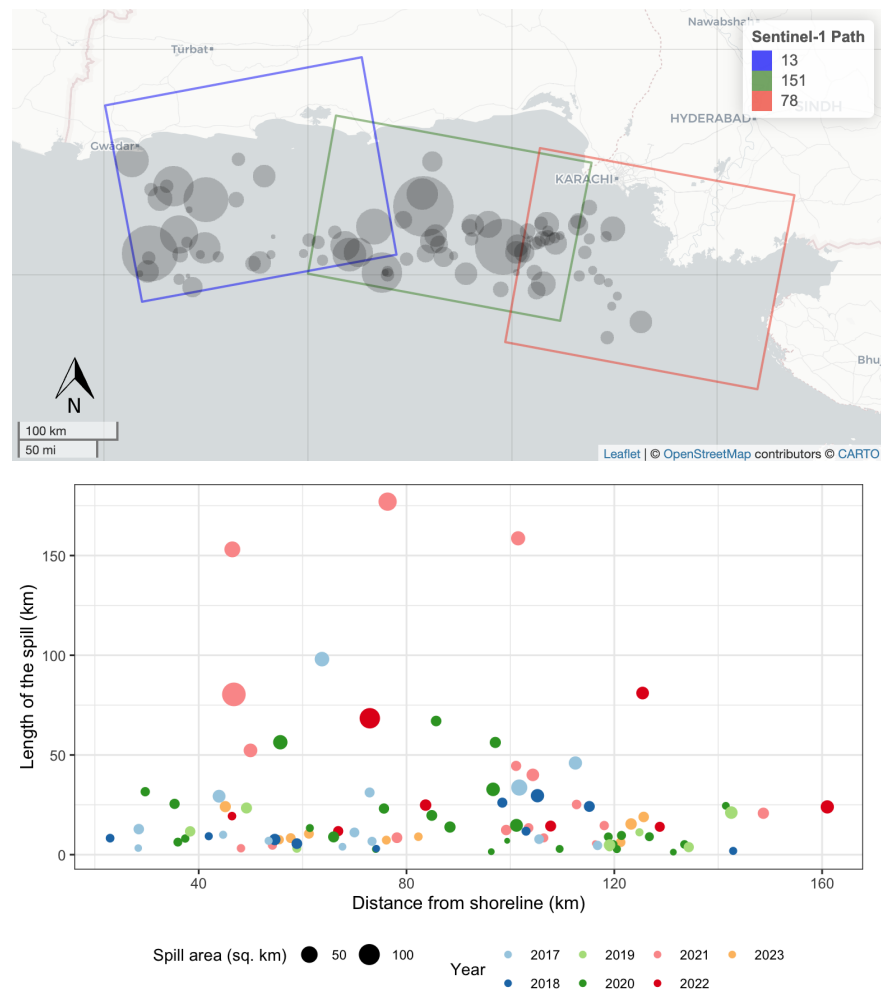 Nawabshah
Turbat
Sentinel-1 Path
13
151
78
SINDH
HYDERABAD
Gwadar
KARACHI
Bhuj
N
100 km
50 mi
Leaflet | © OpenStreetMap contributors © CARTO
Length of the spill (km)
150
100
50
0
40
80
120
160
Distance from shoreline (km)
Spill area (sq. km)
50
100
Year
2017
2019
2021
2023
2018
2020
2022